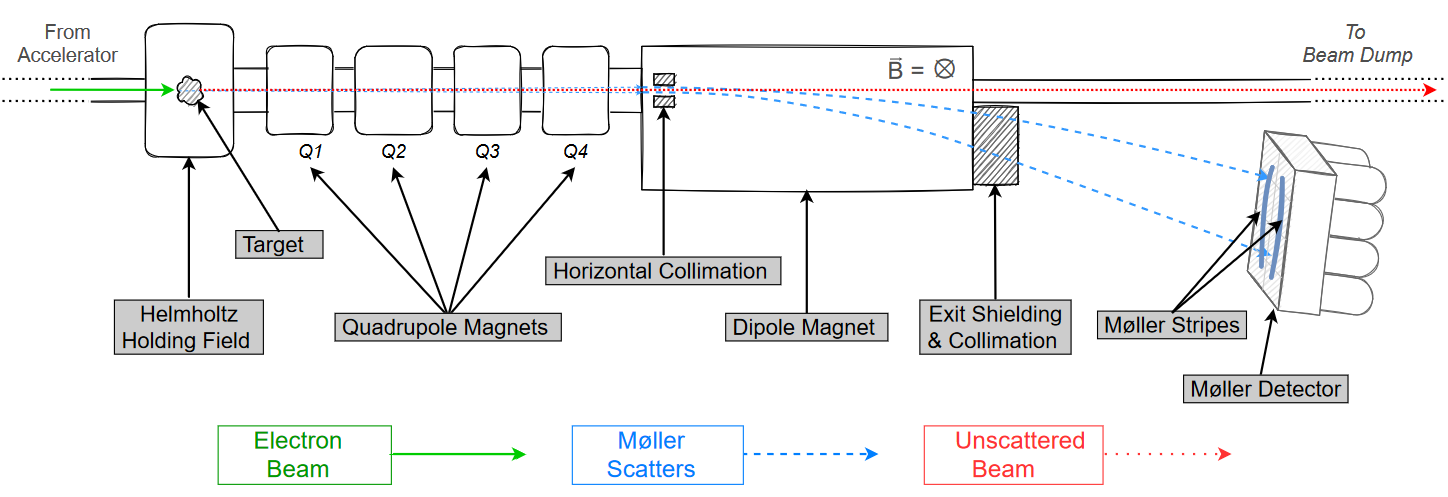 From
Accelerator
To
Beam Dump
B⃗ = ⊗
Q1
Q2
Q3
Q4
Target
Horizontal Collimation
Helmholtz
Holding Field
Quadrupole Magnets
Dipole Magnet
Exit Shielding
& Collimation
Møller Stripes
Møller Detector
Electron
Beam
Møller
Scatters
Unscattered
Beam